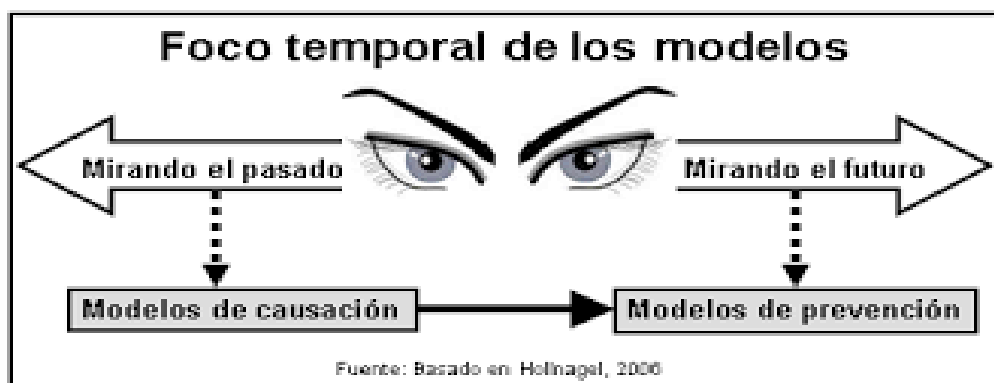 Foco temporal de los modelos
Mirando el pasado
Mirando el futuro
Modelos de causación
Modelos de prevención
Fuente: Basado en Hollnagel, 2006